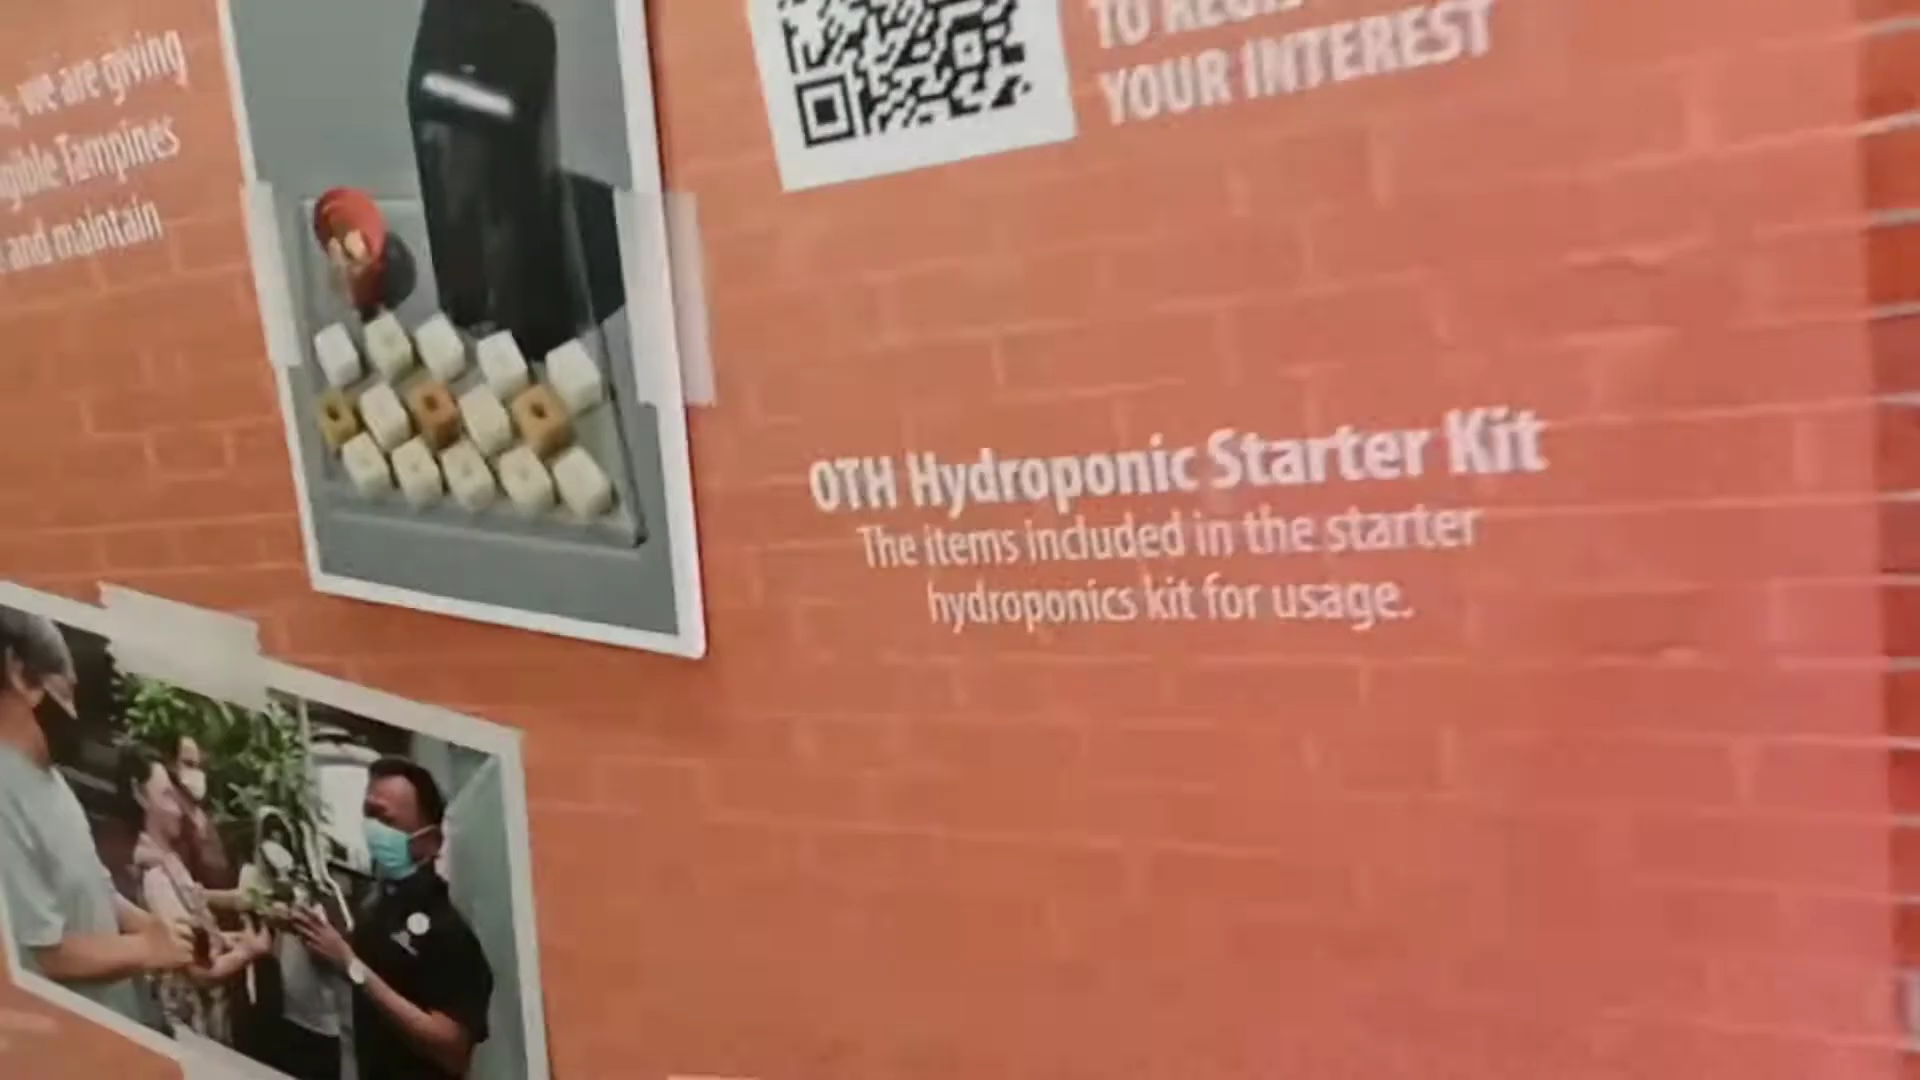 we are giving
Tampines
and maintain
YOUR INTEREST
OTH Hydroponic Starter Kit
The items included in the starter
hydroponics kit for usage.